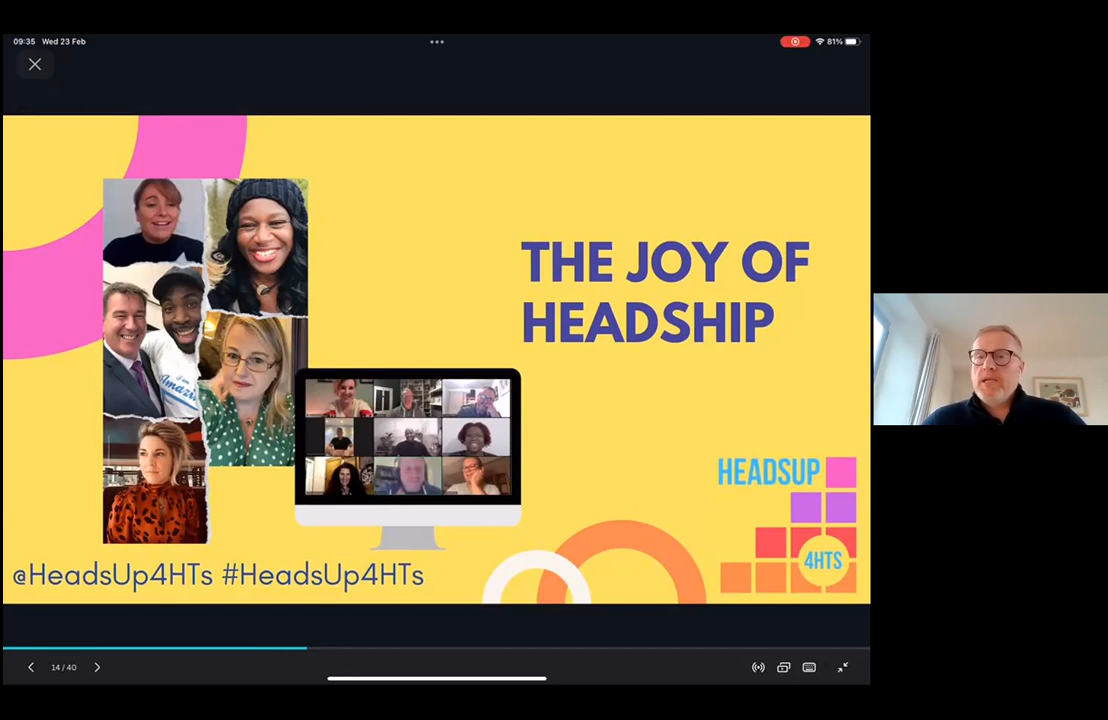 09:35 Wed 23 Feb
81%
THE JOY OF
HEADSHIP
HEADSUP
4HTS
@HeadsUp4HTs #HeadsUp4HTs
14 / 40